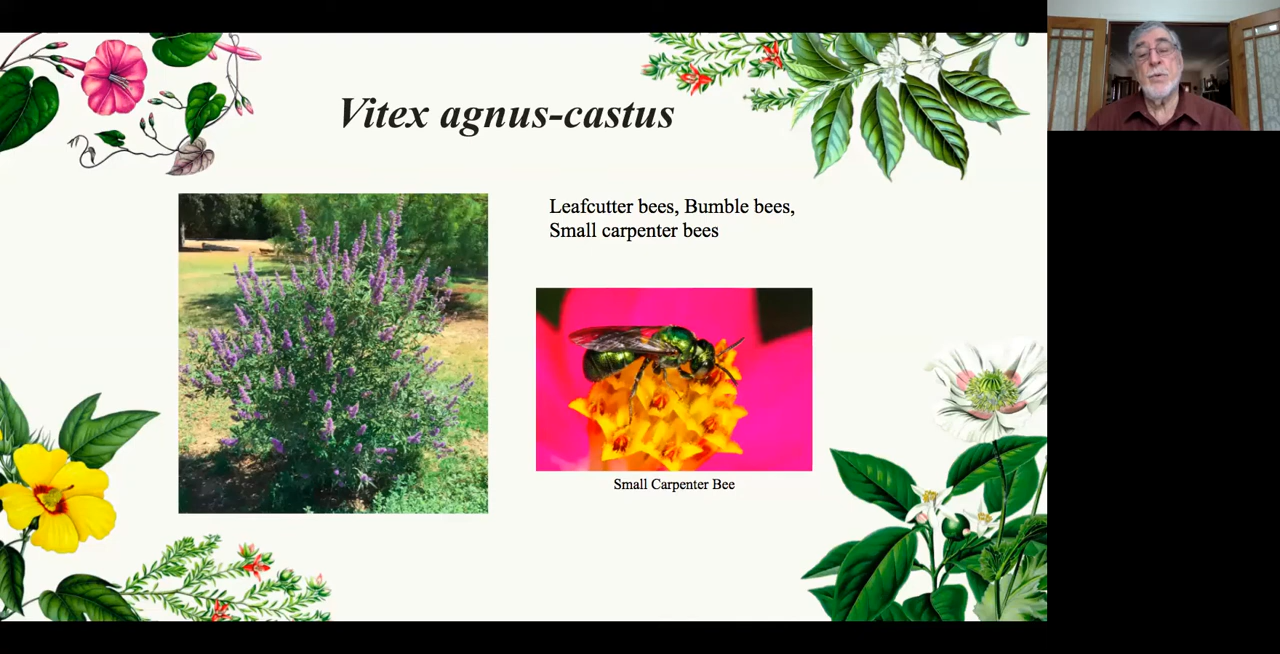 Vitex agnus-castus
Leafcutter bees, Bumble bees,
Small carpenter bees
Small Carpenter Bee